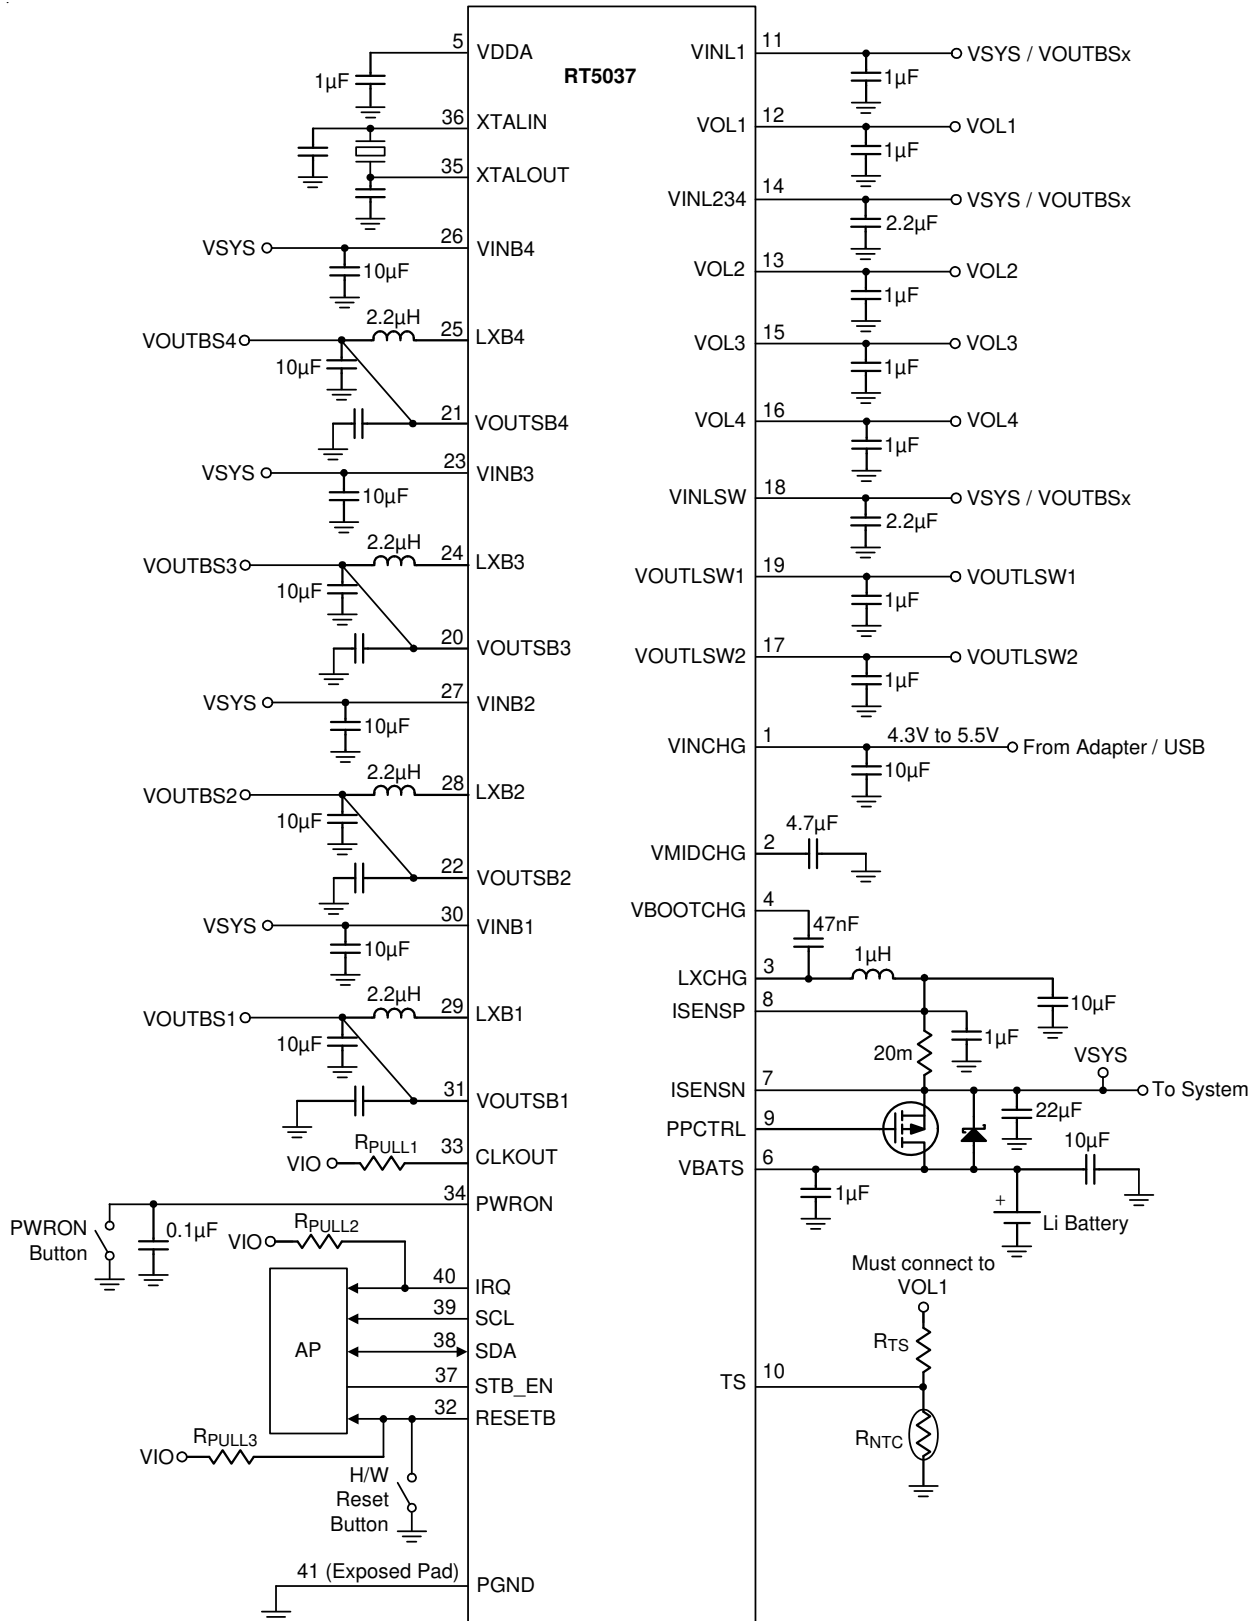 RT5037
5 VDDA
1µF
36 XTALIN
35 XTALOUT
VSYS 26 VINB4
10µF
2.2µH
VOUTBS4 25 LXB4
10µF
21 VOUTSB4
VSYS 23 VINB3
10µF
2.2µH
VOUTBS3 24 LXB3
10µF
20 VOUTSB3
VSYS 27 VINB2
10µF
2.2µH
VOUTBS2 28 LXB2
10µF
22 VOUTSB2
VSYS 30 VINB1
10µF
2.2µH
VOUTBS1 29 LXB1
10µF
31 VOUTSB1
VIO RPULL1 33 CLKOUT
34 PWRON
PWRON
Button
0.1µF
VIO RPULL2
40 IRQ
39 SCL
AP
38 SDA
37 STB_EN
32 RESETB
VIO RPULL3
H/W
Reset
Button
41 (Exposed Pad) PGND
VINL1 11 VSYS / VOUTBSx
1µF
VOL1 12 VOL1
1µF
VINL234 14 VSYS / VOUTBSx
2.2µF
VOL2 13 VOL2
1µF
VOL3 15 VOL3
1µF
VOL4 16 VOL4
1µF
VINLSW 18 VSYS / VOUTBSx
2.2µF
VOUTLSW1 19 VOUTLSW1
1µF
VOUTLSW2 17 VOUTLSW2
1µF
VINCHG 1 4.3V to 5.5V From Adapter / USB
10µF
4.7µF
VMIDCHG 2
VBOOTCHG 4
47nF
1µH
LXCHG 3
10µF
ISENSP 8
1µF
20m
VSYS
ISENSN 7 To System
22µF
PPCTRL 9
10µF
VBATS 6
1µF
+
Li Battery
Must connect to
VOL1
RTS
TS 10
RNTC